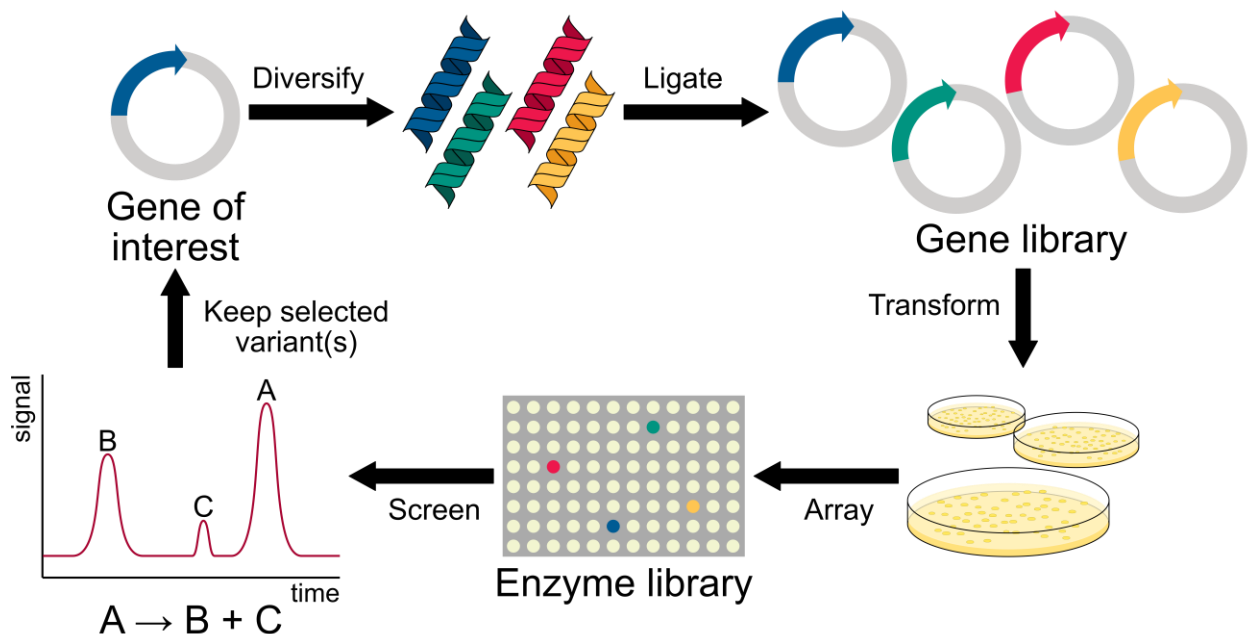 Diversify
Ligate
Gene of
interest
Gene library
Transform
Keep selected
variant(s)
signal
B
C
A
time
A → B + C
Screen
Enzyme library
Array